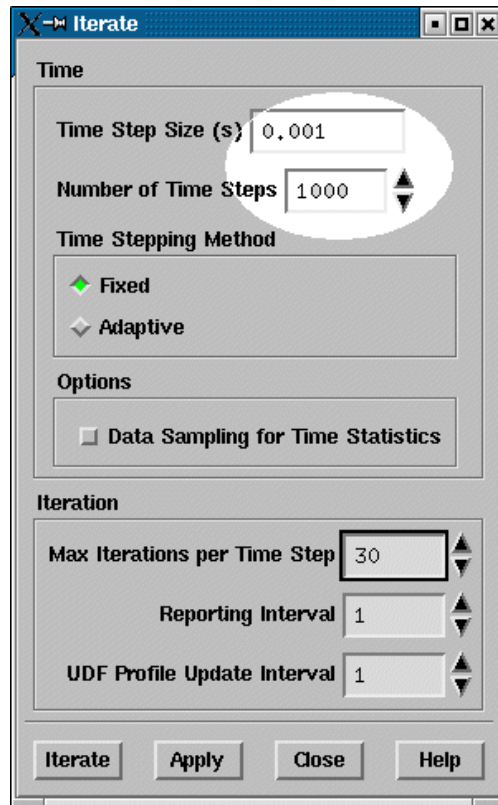 Iterate
Time
Time Step Size (s) 0.001
Number of Time Steps 1000
Time Stepping Method
Fixed
Adaptive
Options
Data Sampling for Time Statistics
Iteration
Max Iterations per Time Step 30
Reporting Interval 1
UDF Profile Update Interval 1
Iterate Apply Close Help